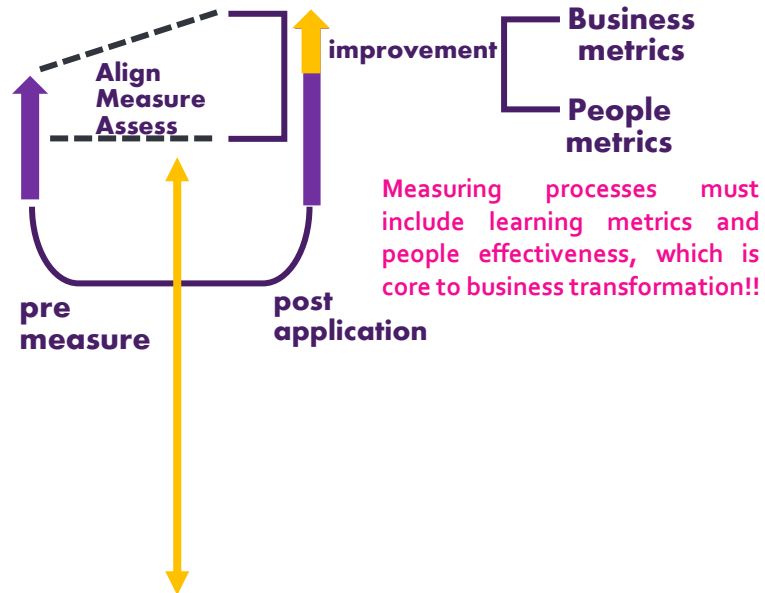 Align
Measure
Assess
improvement
Business
metrics
People
metrics
Measuring processes must
include learning metrics and
people effectiveness, which is
core to business transformation!!
pre
measure
post
application